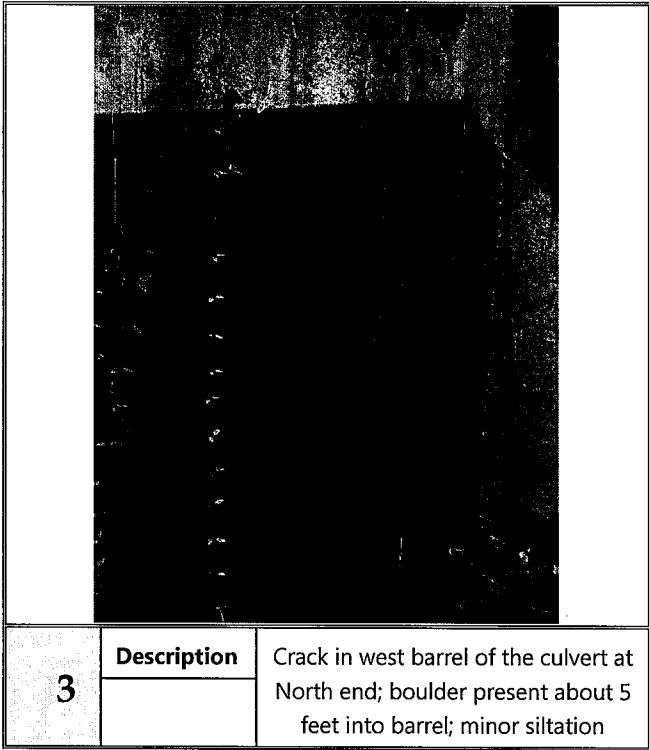 3
Description
Crack in west barrel of the culvert at
North end; boulder present about 5
feet into barrel; minor siltation